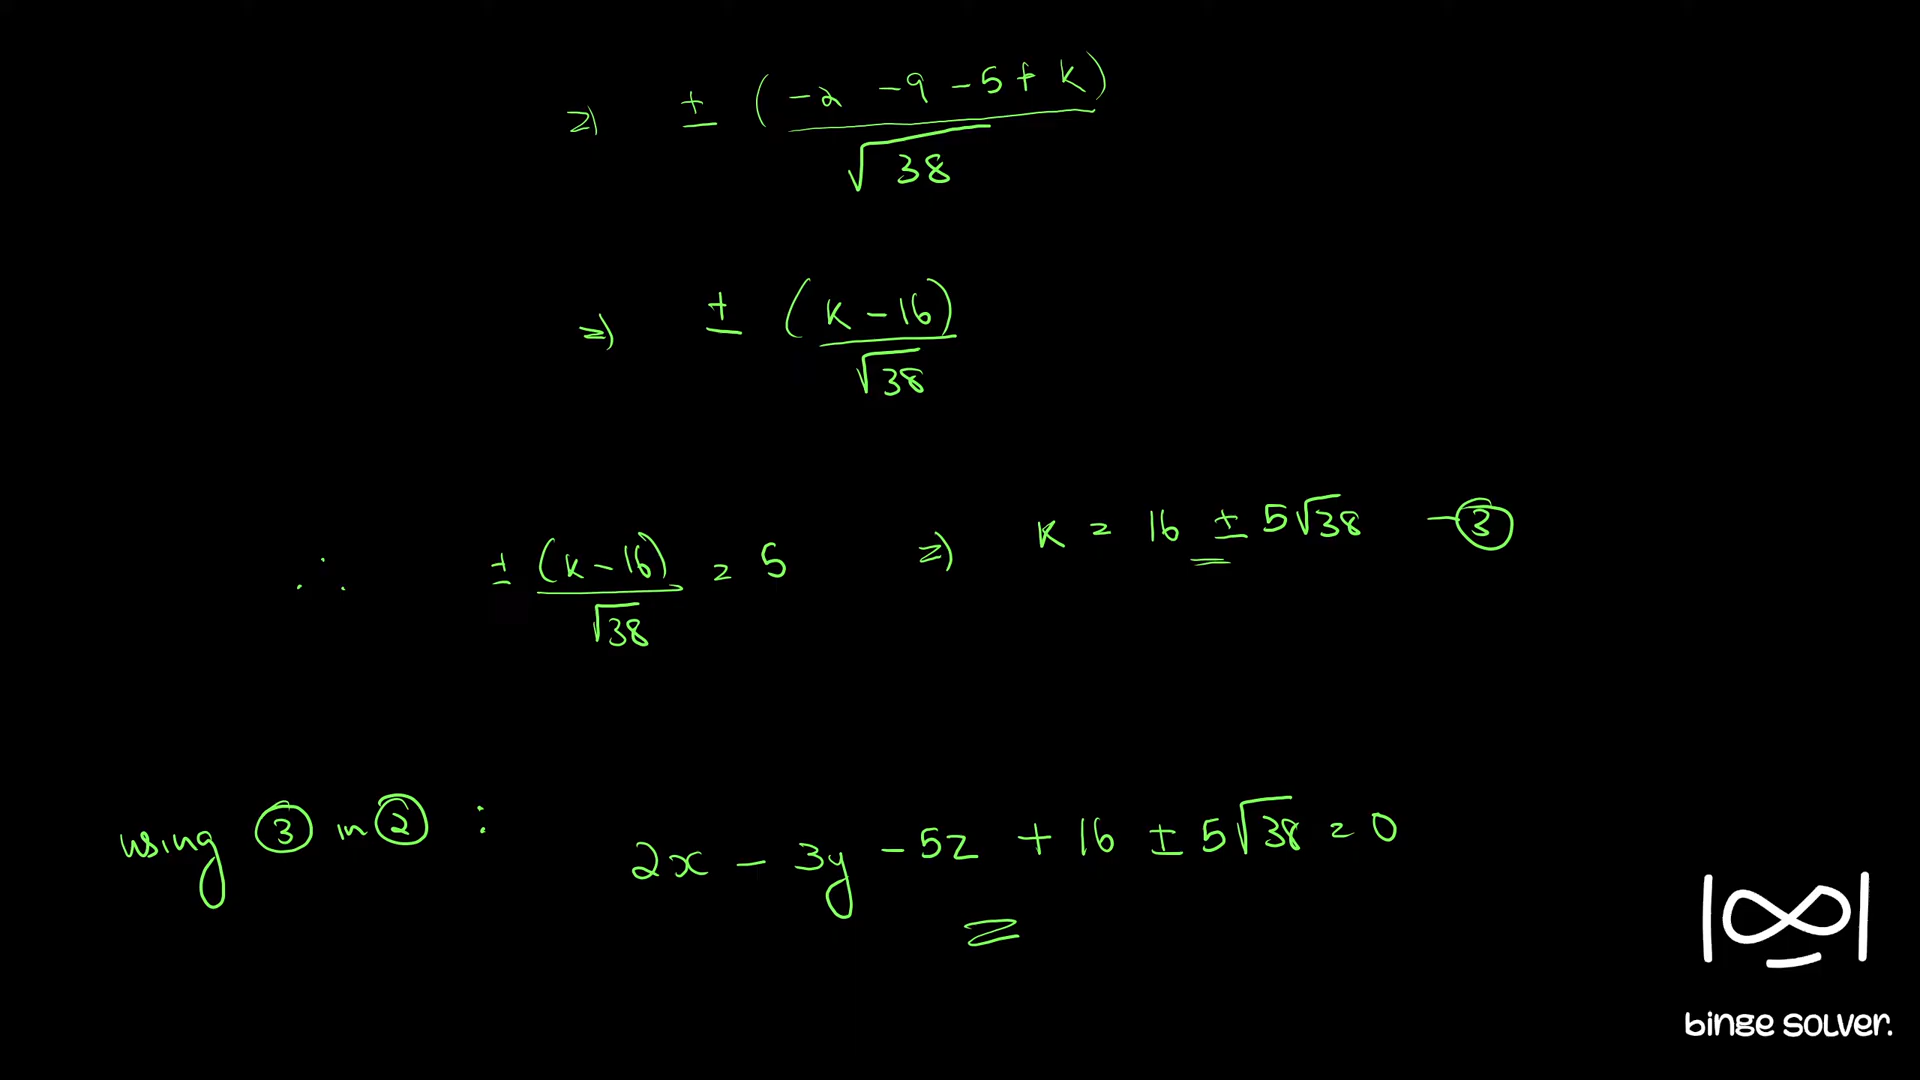 ⇒ ± (-2 -9 -5 + k) / √38
⇒ ± (k - 16) / √38
∴ ± (k - 16) / √38 = 5 ⇒ k = 16 ± 5√38 - ③
using ③ in ② : 2x - 3y - 5z + 16 ± 5√38 = 0
binge solver.